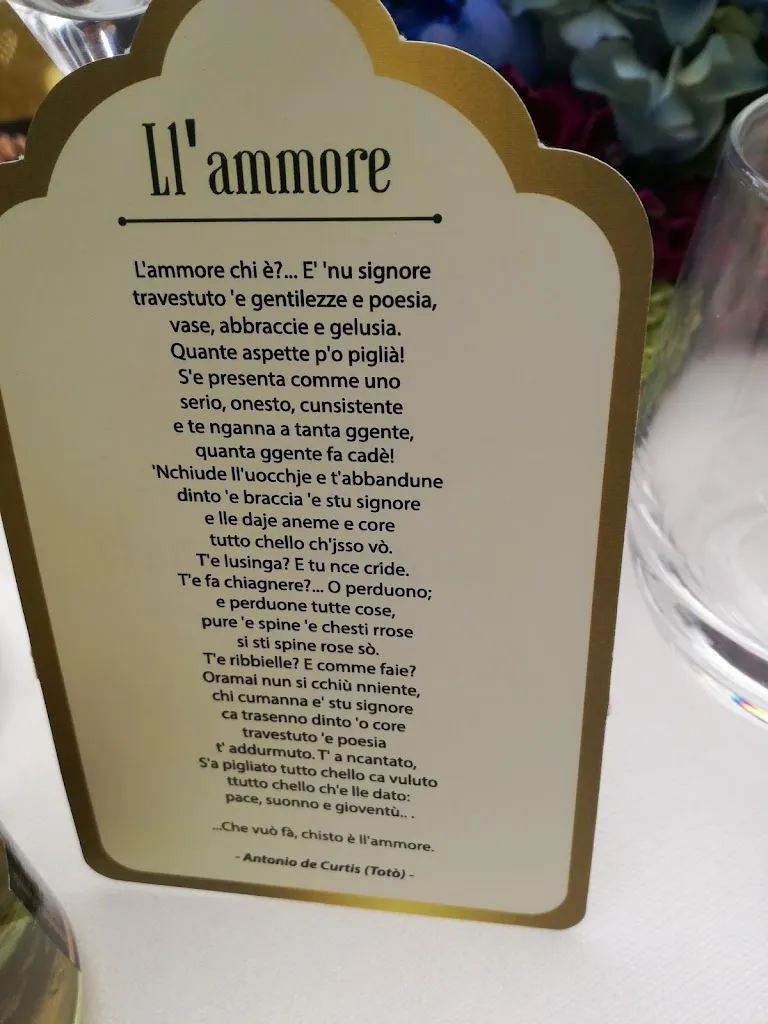 Ll'ammore
L'ammore chi è?... E' 'nu signore
travestuto 'e gentilezze e poesia,
vase, abbraccie e gelusia.
Quante aspette p'o piglià!
S'e presenta comme uno
serio, onesto, cunsistente
e te nganna a tanta ggente,
quanta ggente fa cadè!
'Nchiude ll'uocchje e t'abbandune
dinto 'e braccia 'e stu signore
e lle daje aneme e core
tutto chello ch'jsso vò.
T'e lusinga? E tu nce cride.
T'e fa chiagnere?... O perduono;
e perduone tutte cose,
pure 'e spine 'e chesti rrose
si sti spine rose sò.
T'e ribbielle? E comme faie?
Oramai nun si cchiù nniente,
chi cumanna e' stu signore
ca trasenno dinto 'o core
travestuto 'e poesia
t' addurmuto. T' a ncantato,
S'a pigliato tutto chello ca vuluto
ttutto chello ch'e lle dato:
pace, suonno e gioventù.. .
...Che vuò fà, chisto è ll'ammore.
- Antonio de Curtis (Totò) -